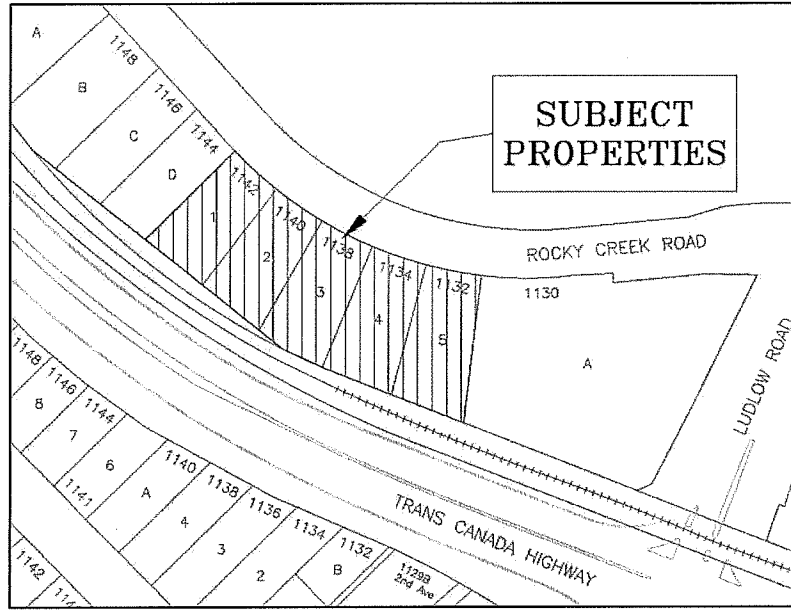 A
1148
B
1146
C
1144
D
SUBJECT
PROPERTIES
1142
1140
1138
1134
1132
1
2
3
4
5
ROCKY CREEK ROAD
1130
A
LUDLOW ROAD
TRANS CANADA HIGHWAY
1148
1146
1144
1140
1138
1136
1134
1132
8
7
6
A
4
3
2
B
1141
1129B
2nd Ave
1142